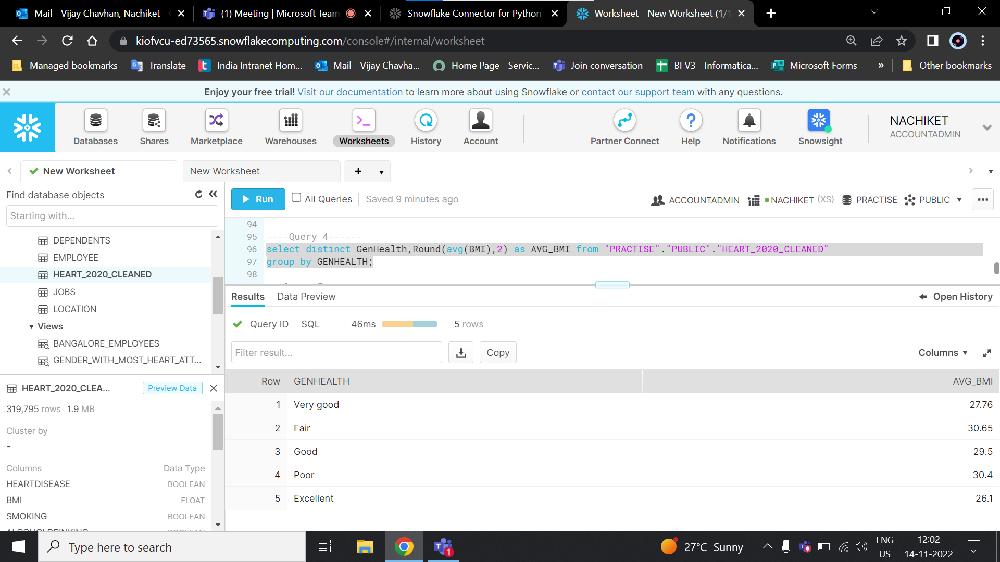 Mail - Vijay Chavhan, Nachiket -
(1) Meeting | Microsoft Team
Snowflake Connector for Python
Worksheet - New Worksheet (1/
kiofvcu-ed73565.snowflakecomputing.com/console#/internal/worksheet
Managed bookmarks
Translate
India Intranet Hom...
Mail - Vijay Chavha...
Home Page - Servic...
Join conversation
BI V3 - Informatica...
Microsoft Forms
»
Other bookmarks
Enjoy your free trial! Visit our documentation to learn more about using Snowflake or contact our support team with any questions.
Databases
Shares
Marketplace
Warehouses
Worksheets
History
Account
Partner Connect
Help
Notifications
Snowsight
NACHIKET
ACCOUNTADMIN
New Worksheet
New Worksheet
Find database objects
Starting with...
DEPENDENTS
EMPLOYEE
HEART_2020_CLEANED
JOBS
LOCATION
Views
BANGALORE_EMPLOYEES
GENDER_WITH_MOST_HEART_ATT...
HEART_2020_CLEA...
Preview Data
319,795 rows 1.9 MB
Cluster by
-
Columns Data Type
HEARTDISEASE BOOLEAN
BMI FLOAT
SMOKING BOOLEAN
Run
All Queries
Saved 9 minutes ago
ACCOUNTADMIN
NACHIKET (XS)
PRACTISE
PUBLIC
94
95 ----Query 4------
96 select distinct GenHealth,Round(avg(BMI),2) as AVG_BMI from "PRACTISE"."PUBLIC"."HEART_2020_CLEANED"
97 group by GENHEALTH;
98
Results
Data Preview
Open History
Query ID
SQL
46ms
5 rows
Filter result...
Copy
Columns
Row GENHEALTH AVG_BMI
1 Very good 27.76
2 Fair 30.65
3 Good 29.5
4 Poor 30.4
5 Excellent 26.1
Type here to search
1
27°C Sunny
ENG
US
12:02
14-11-2022